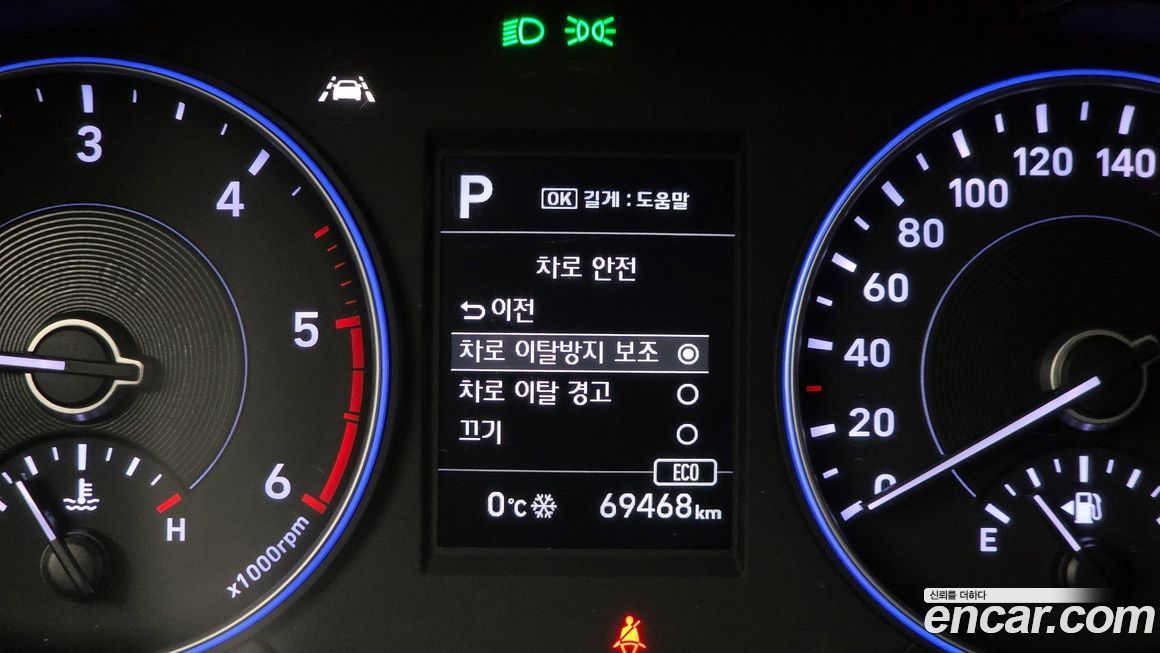 P
OK 길게 : 도움말
차로 안전
이전
차로 이탈방지 보조
차로 이탈 경고
끄기
ECO
0℃ 69468km
3
4
5
6
x1000rpm
H
0
20
40
60
80
100
120
140
E
신뢰를 더하다
encar.com